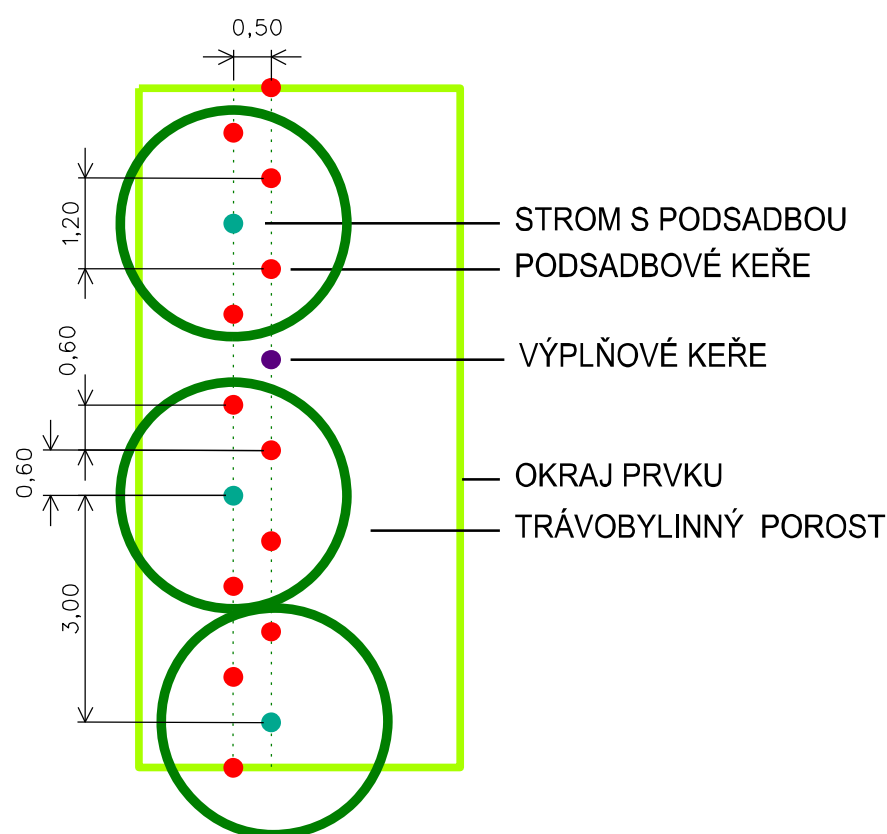 0,50
1,20
STROM S PODSADBOU
PODSADBOVÉ KEŘE
0,60
VÝPLŇOVÉ KEŘE
0,60
OKRAJ PRVKU
TRÁVOBYLINNÝ POROST
3,00